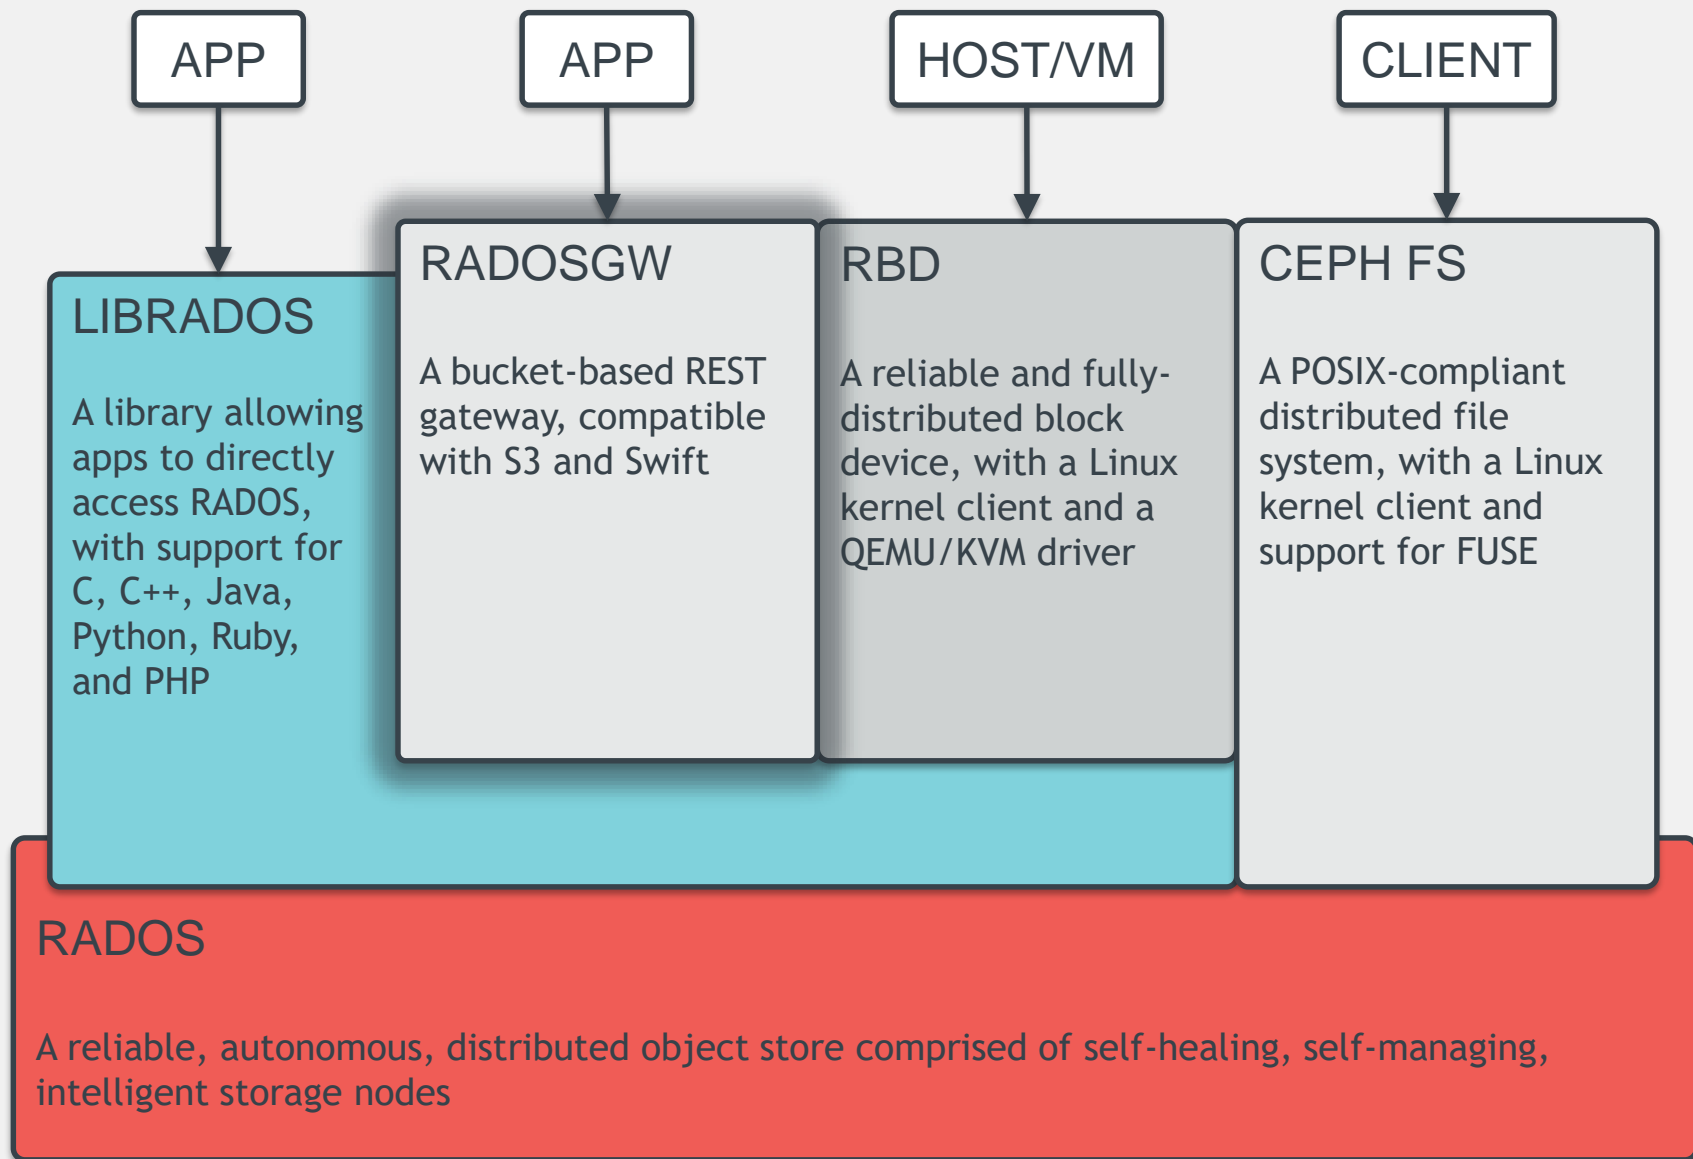 APP
APP
HOST/VM
CLIENT
LIBRADOS
A library allowing
apps to directly
access RADOS,
with support for
C, C++, Java,
Python, Ruby,
and PHP
RADOSGW
A bucket-based REST
gateway, compatible
with S3 and Swift
RBD
A reliable and fully-
distributed block
device, with a Linux
kernel client and a
QEMU/KVM driver
CEPH FS
A POSIX-compliant
distributed file
system, with a Linux
kernel client and
support for FUSE
RADOS
A reliable, autonomous, distributed object store comprised of self-healing, self-managing,
intelligent storage nodes